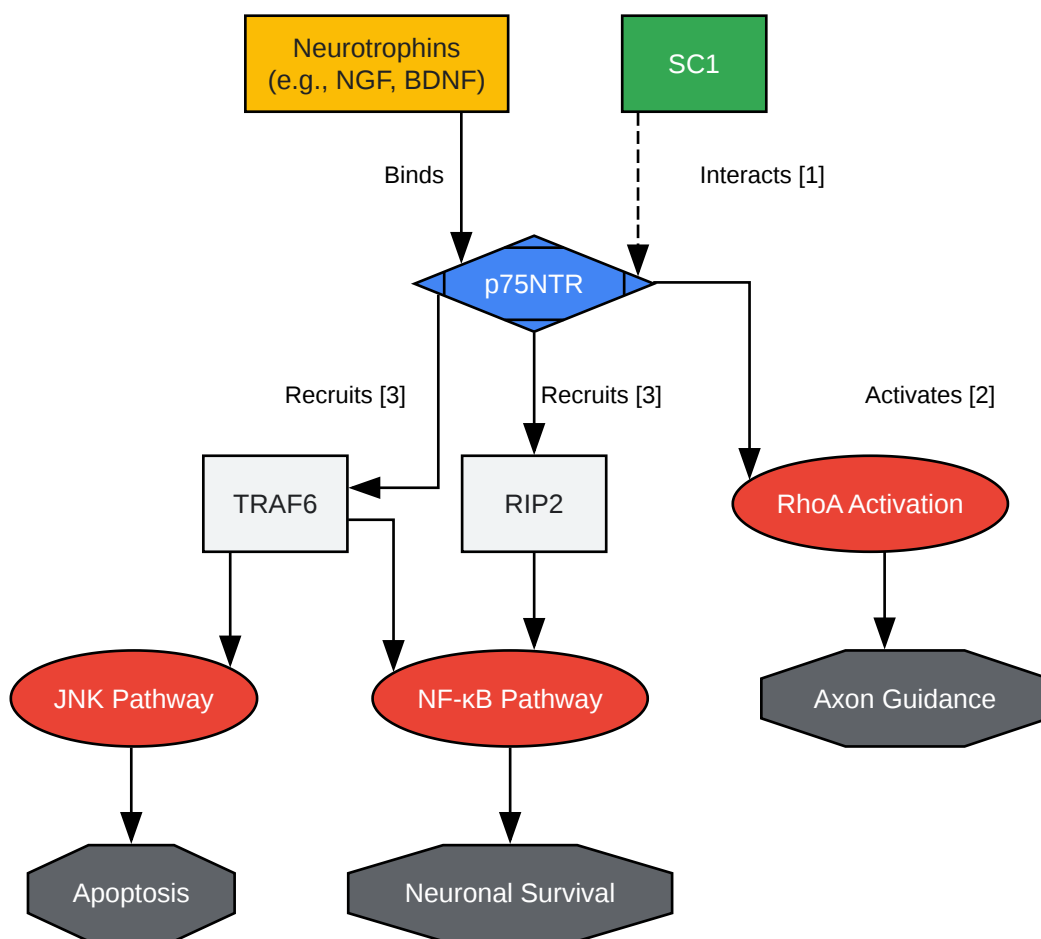 Neurotrophins
(e.g., NGF, BDNF)
SC1
Binds
Interacts [1]
p75NTR
Recruits [3]
Recruits [3]
Activates [2]
TRAF6
RIP2
RhoA Activation
JNK Pathway
NF-κB Pathway
Axon Guidance
Apoptosis
Neuronal Survival